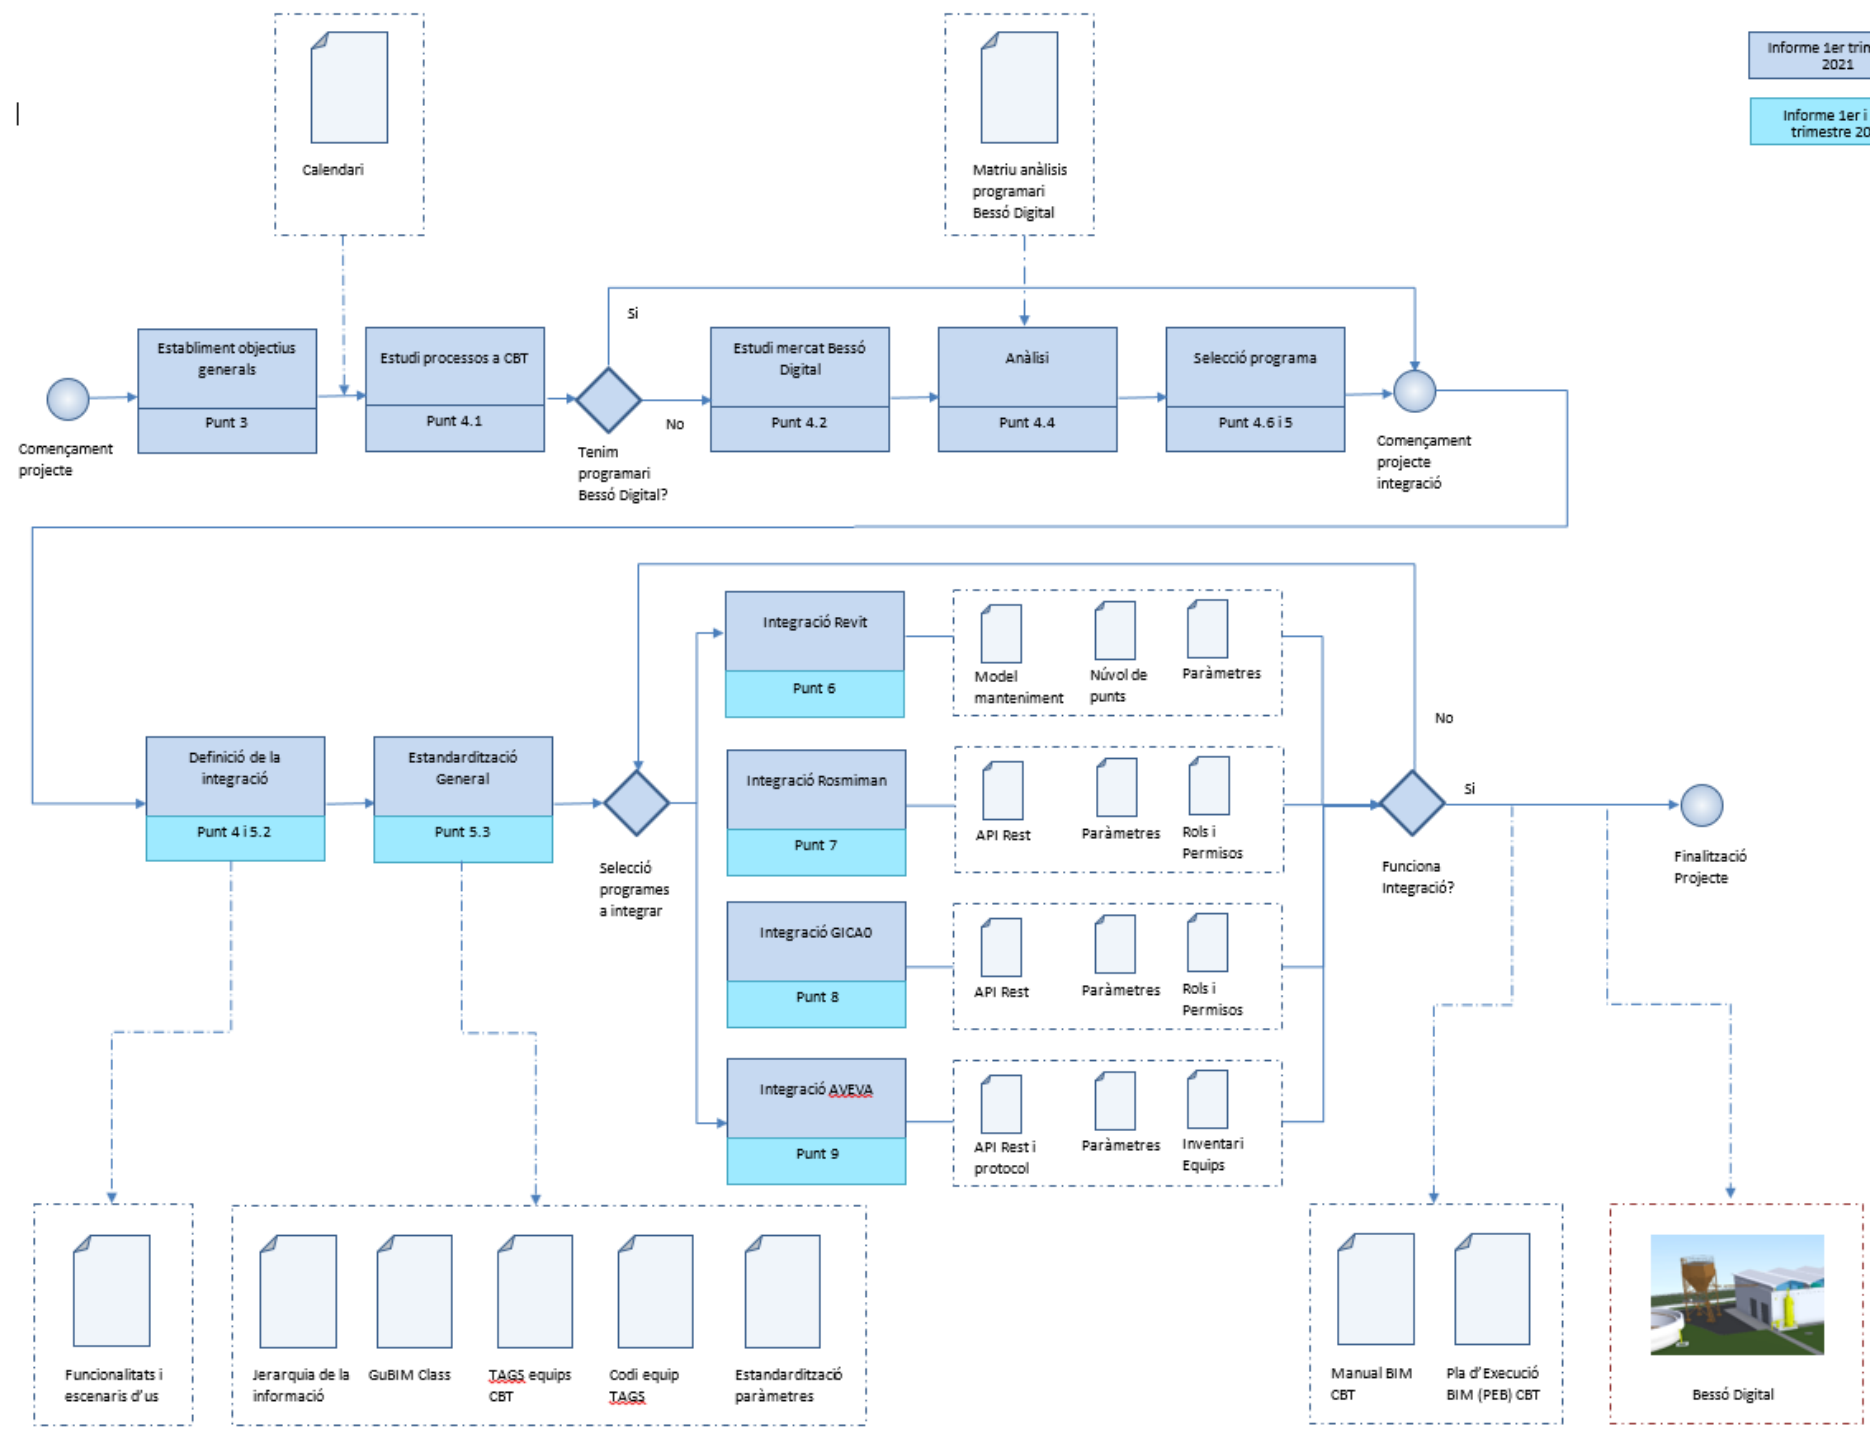 Informe 1er trim
2021
Informe 1er i
trimestre 20
Calendari
Matriu anàlisis
programari
Bessó Digital
Si
Establiment objectius
generals
Punt 3
Estudi processos a CBT
Punt 4.1
Estudi mercat Bessó
Digital
Punt 4.2
Anàlisi
Punt 4.4
Selecció programa
Punt 4.6 i 5
No
Començament
projecte
Tenim
programari
Bessó Digital?
Començament
projecte
integració
Integració Revit
Punt 6
Model
manteniment
Núvol de
punts
Paràmetres
No
Definició de la
integració
Punt 4 i 5.2
Estandardització
General
Punt 5.3
Selecció
programes
a integrar
Integració Rosmiman
Punt 7
API Rest
Paràmetres
Rols i
Permisos
Si
Funciona
Integració?
Finalització
Projecte
Integració GICAO
Punt 8
API Rest
Paràmetres
Rols i
Permisos
Integració AVEVA
Punt 9
API Rest i
protocol
Paràmetres
Inventari
Equips
Funcionalitats i
escenaris d'us
Jerarquia de la
informació
GuBIM Class
TAGS equips
CBT
Codi equip
TAGS
Estandardització
paràmetres
Manual BIM
CBT
Pla d'Execució
BIM (PEB) CBT
Bessó Digital